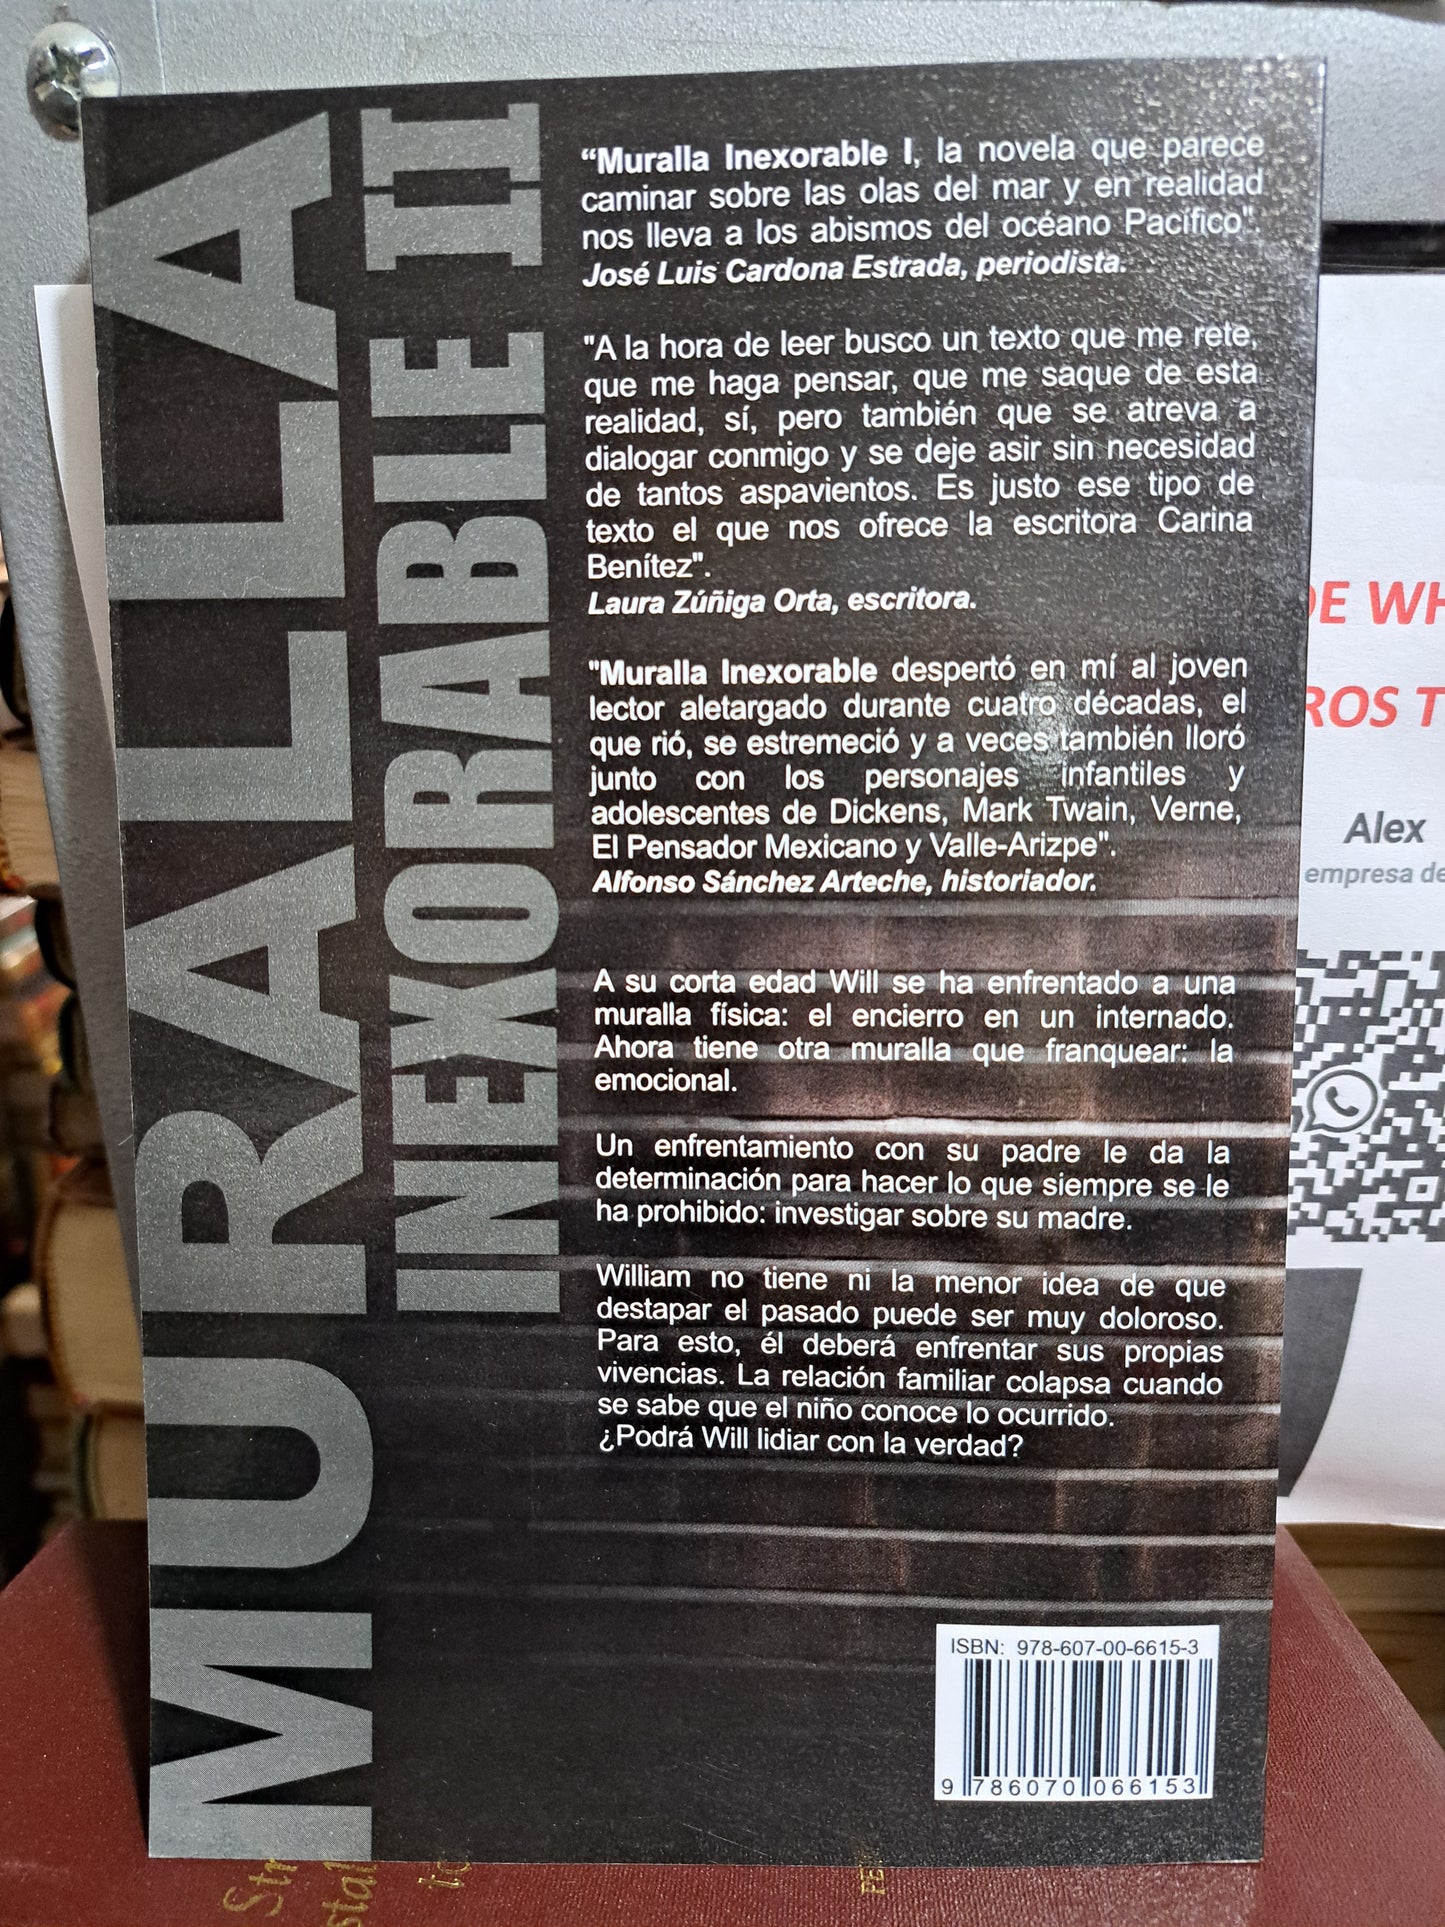 MURALLA
INEXORABLE II
“Muralla Inexorable I, la novela que parece
caminar sobre las olas del mar y en realidad
nos lleva a los abismos del océano Pacífico".
José Luis Cardona Estrada, periodista.
"A la hora de leer busco un texto que me rete,
que me haga pensar, que me saque de esta
realidad, sí, pero también que se atreva a
dialogar conmigo y se deje asir sin necesidad
de tantos aspavientos. Es justo ese tipo de
texto el que nos ofrece la escritora Carina
Benítez".
Laura Zúñiga Orta, escritora.
"Muralla Inexorable despertó en mí al joven
lector aletargado durante cuatro décadas, el
que rió, se estremeció y a veces también lloró
junto con los personajes infantiles y
adolescentes de Dickens, Mark Twain, Verne,
El Pensador Mexicano y Valle-Arizpe".
Alfonso Sánchez Arteche, historiador.
A su corta edad Will se ha enfrentado a una
muralla física: el encierro en un internado.
Ahora tiene otra muralla que franquear: la
emocional.
Un enfrentamiento con su padre le da la
determinación para hacer lo que siempre se le
ha prohibido: investigar sobre su madre.
William no tiene ni la menor idea de que
destapar el pasado puede ser muy doloroso.
Para esto, él deberá enfrentar sus propias
vivencias. La relación familiar colapsa cuando
se sabe que el niño conoce lo ocurrido.
¿Podrá Will lidiar con la verdad?
ISBN: 978-607-00-6615-3
9 786070 066153
DE WH
ROS T
Alex
empresa de